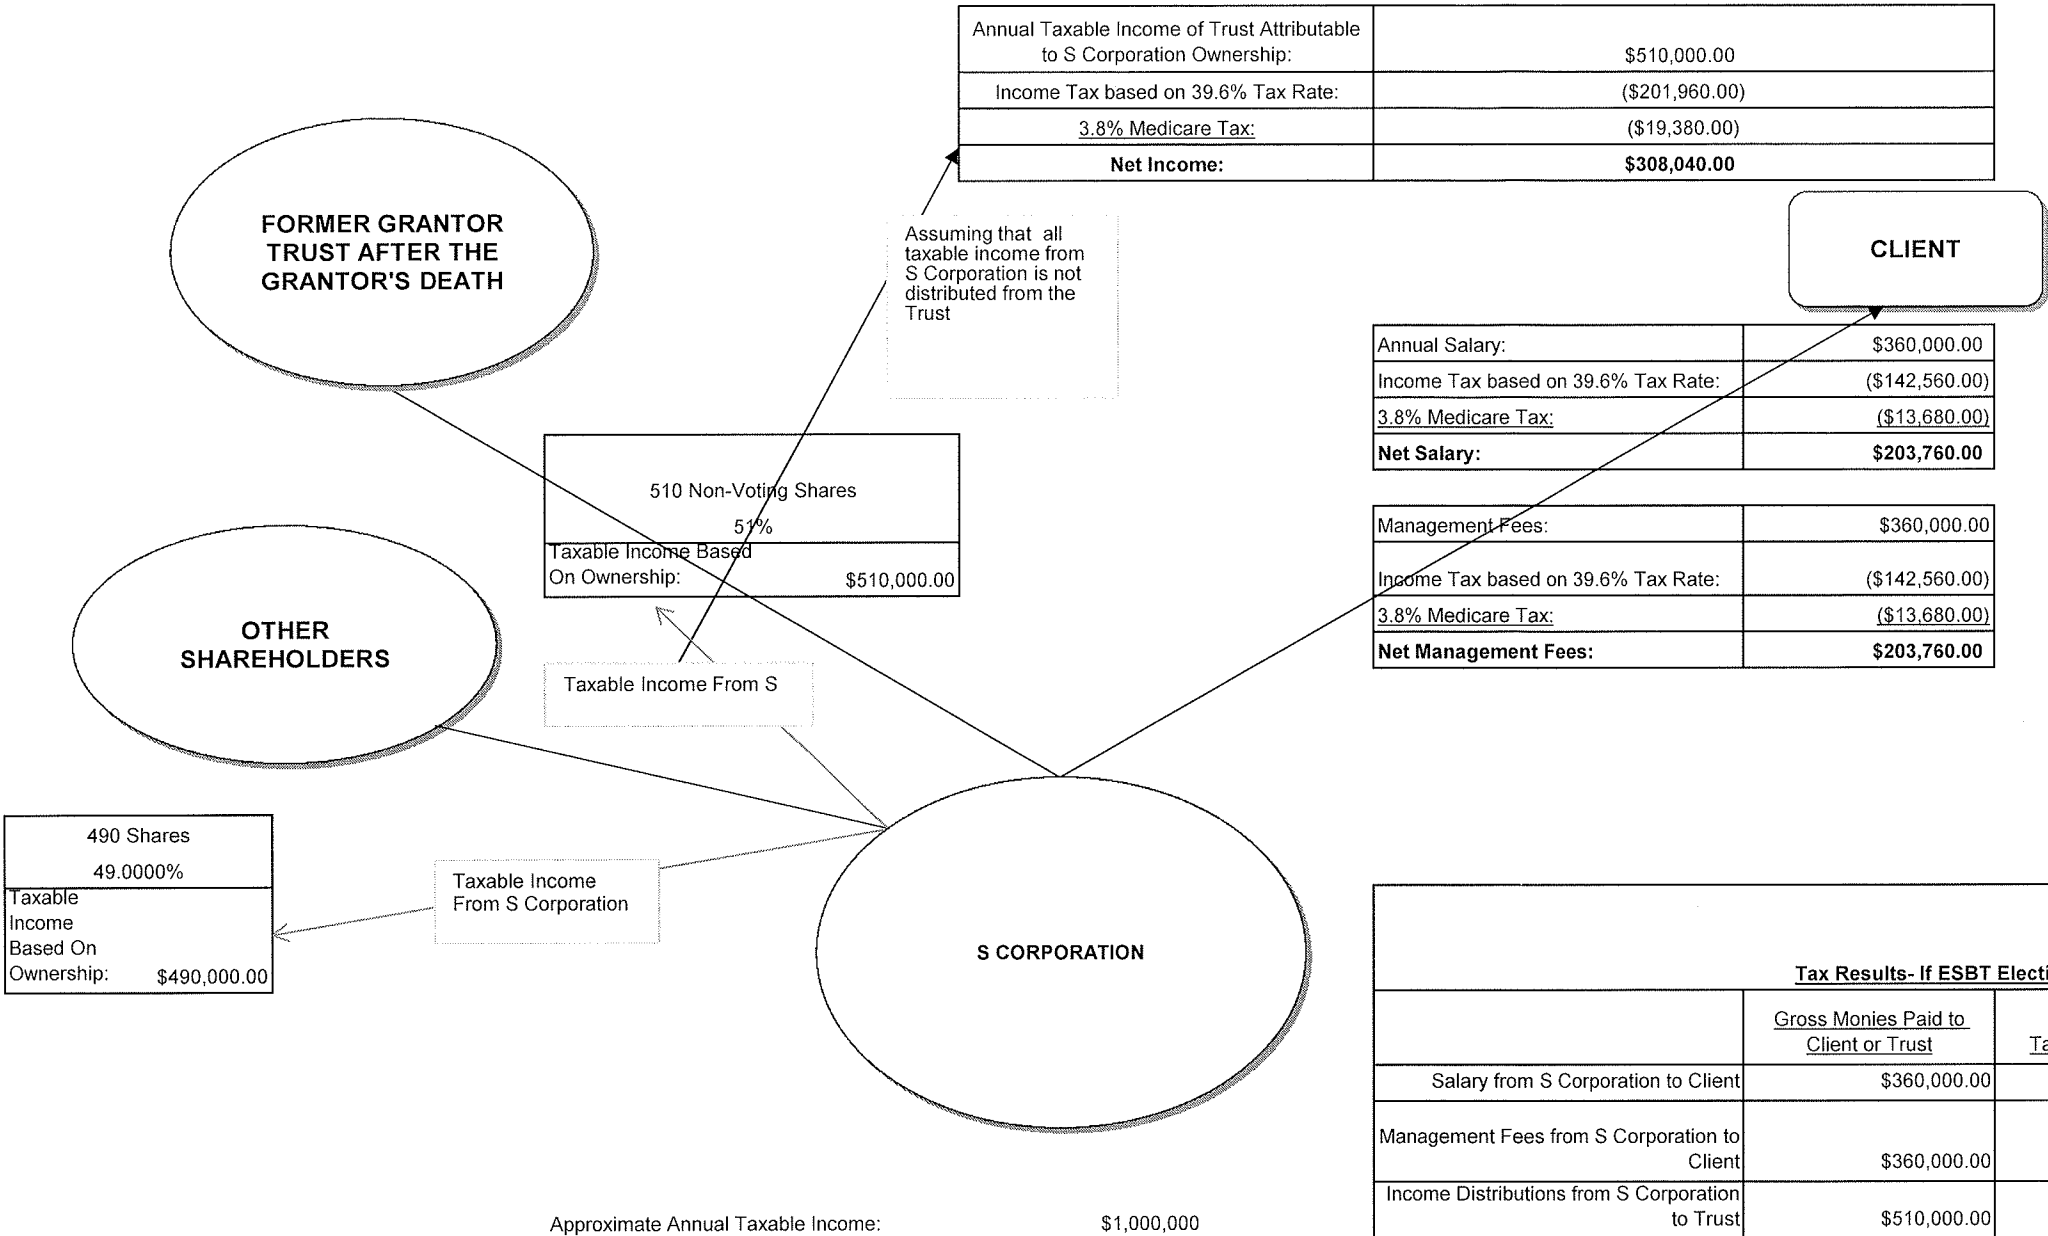 Annual Taxable Income of Trust Attributable
to S Corporation Ownership: $510,000.00
Income Tax based on 39.6% Tax Rate: ($201,960.00)
3.8% Medicare Tax: ($19,380.00)
Net Income: $308,040.00
FORMER GRANTOR
TRUST AFTER THE
GRANTOR'S DEATH
Assuming that all
taxable income from
S Corporation is not
distributed from the
Trust
CLIENT
Annual Salary: $360,000.00
Income Tax based on 39.6% Tax Rate: ($142,560.00)
3.8% Medicare Tax: ($13,680.00)
Net Salary: $203,760.00
510 Non-Voting Shares
51%
Taxable Income Based
On Ownership: $510,000.00
Management Fees: $360,000.00
Income Tax based on 39.6% Tax Rate: ($142,560.00)
3.8% Medicare Tax: ($13,680.00)
Net Management Fees: $203,760.00
OTHER
SHAREHOLDERS
Taxable Income From S
490 Shares
49.0000%
Taxable
Income
Based On
Ownership: $490,000.00
Taxable Income
From S Corporation
S CORPORATION
Tax Results- If ESBT Electi
Gross Monies Paid to
Client or Trust Ta
Salary from S Corporation to Client $360,000.00
Management Fees from S Corporation to
Client $360,000.00
Income Distributions from S Corporation
to Trust $510,000.00
Approximate Annual Taxable Income: $1,000,000